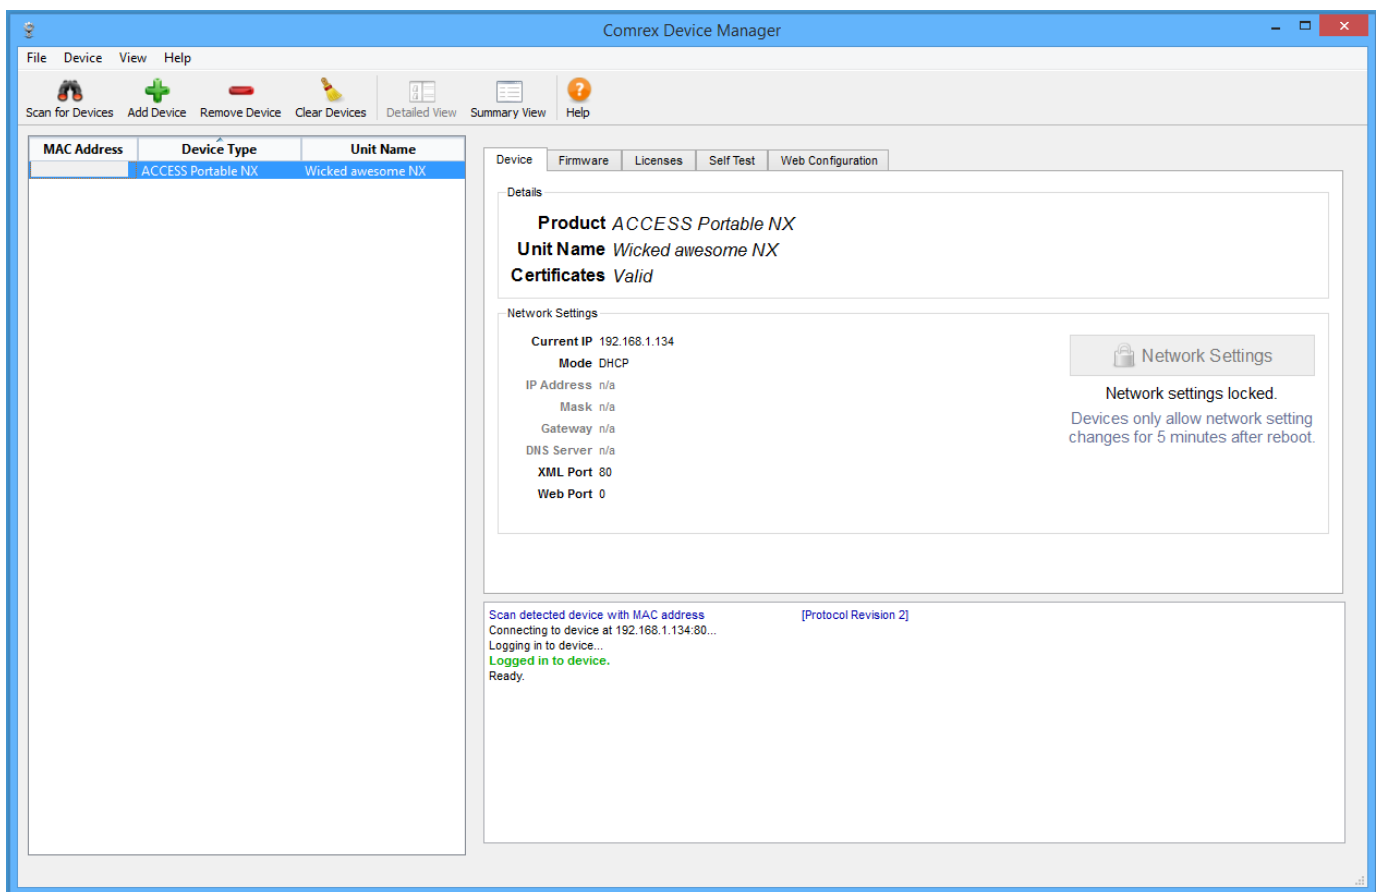 Comrex Device Manager
File Device View Help
Scan for Devices Add Device Remove Device Clear Devices Detailed View Summary View Help
MAC Address Device Type Unit Name
ACCESS Portable NX Wicked awesome NX
Device Firmware Licenses Self Test Web Configuration
Details
Product ACCESS Portable NX
Unit Name Wicked awesome NX
Certificates Valid
Network Settings
Current IP 192.168.1.134
Mode DHCP
IP Address n/a
Mask n/a
Gateway n/a
DNS Server n/a
XML Port 80
Web Port 0
Network Settings
Network settings locked.
Devices only allow network setting
changes for 5 minutes after reboot.
Scan detected device with MAC address [Protocol Revision 2]
Connecting to device at 192.168.1.134:80...
Logging in to device...
Logged in to device.
Ready.